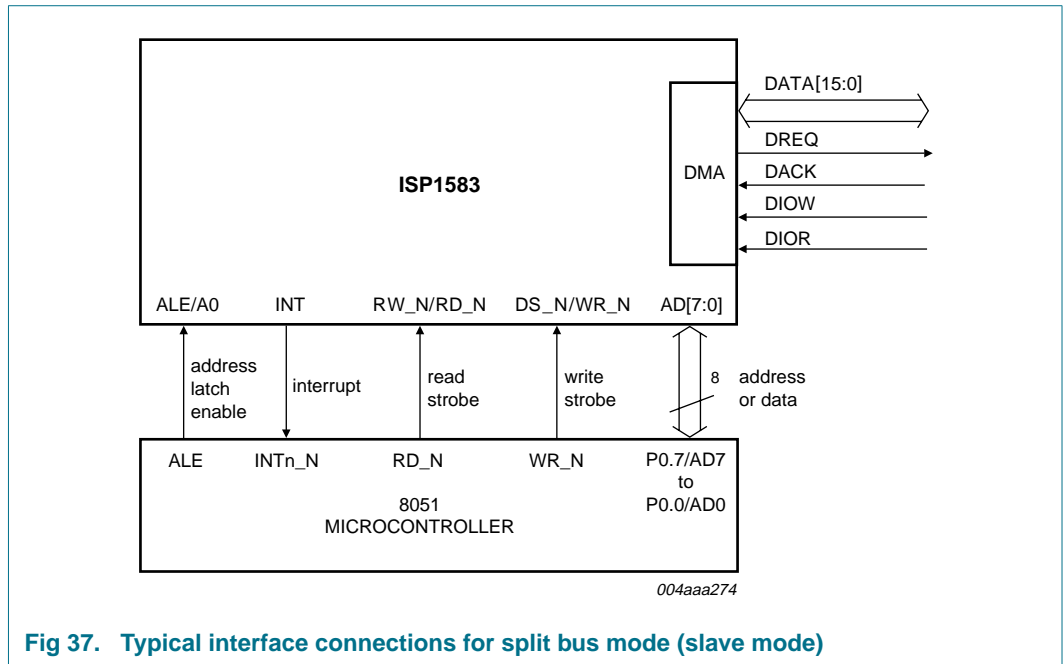 DATA[15:0]
DREQ
DACK
DIOW
DIOR
DMA
ISP1583
ALE/A0 INT RW_N/RD_N DS_N/WR_N AD[7:0]
address
latch
enable
interrupt
read
strobe
write
strobe
8
address
or data
ALE INTn_N RD_N WR_N P0.7/AD7
to
P0.0/AD0
8051
MICROCONTROLLER
004aaa274
Fig 37. Typical interface connections for split bus mode (slave mode)